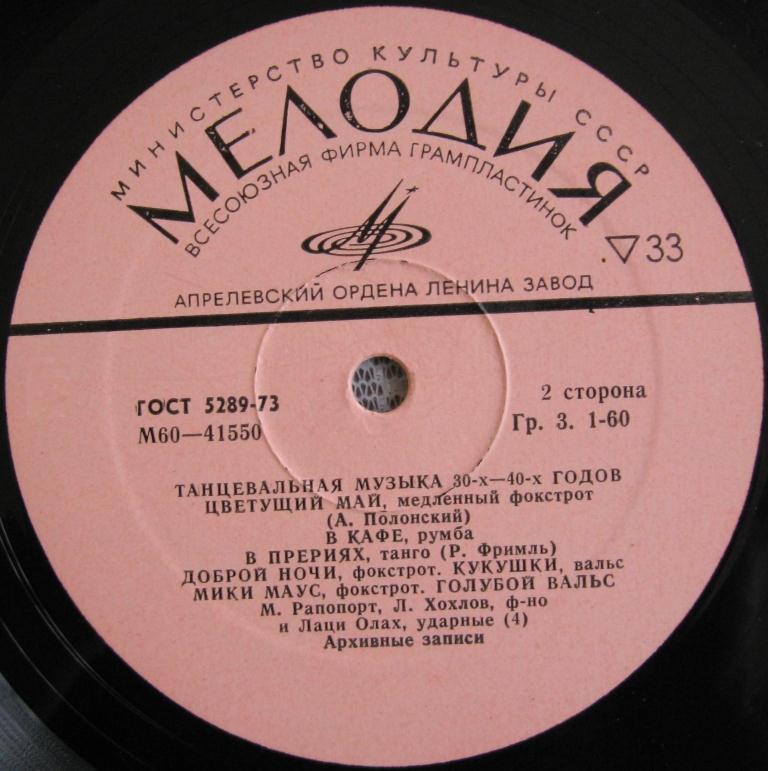 МИНИСТЕРСТВО КУЛЬТУРЫ СССР
МЕЛОДИЯ
ВСЕСОЮЗНАЯ ФИРМА ГРАМПЛАСТИНОК
33
АПРЕЛЕВСКИЙ ОРДЕНА ЛЕНИНА ЗАВОД
ГОСТ 5289-73
М60—41550
2 сторона
Гр. 3. 1-60
ТАНЦЕВАЛЬНАЯ МУЗЫКА 30-х—40-х ГОДОВ
ЦВЕТУЩИЙ МАЙ, медленный фокстрот
(А. Полонский)
В КАФЕ, румба
В ПРЕРИЯХ, танго (Р. Фримль)
ДОБРОЙ НОЧИ, фокстрот. КУКУШКИ, вальс
МИКИ МАУС, фокстрот. ГОЛУБОЙ ВАЛЬС
М. Рапопорт, Л. Хохлов, ф-но
и Лаци Олах, ударные (4)
Архивные записи